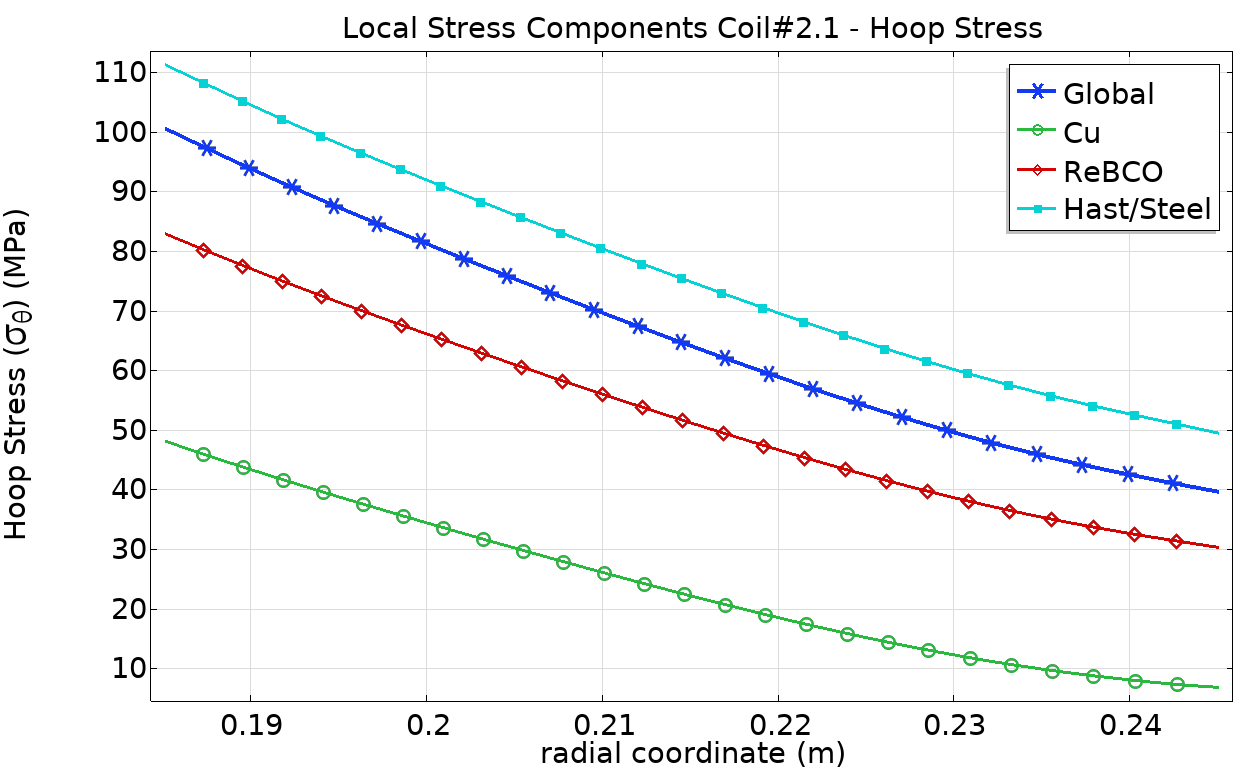 Local Stress Components Coil#2.1 - Hoop Stress
Hoop Stress (σθ) (MPa)
110
100
90
80
70
60
50
40
30
20
10
Global
Cu
ReBCO
Hast/Steel
0.19
0.2
0.21
0.22
0.23
0.24
radial coordinate (m)